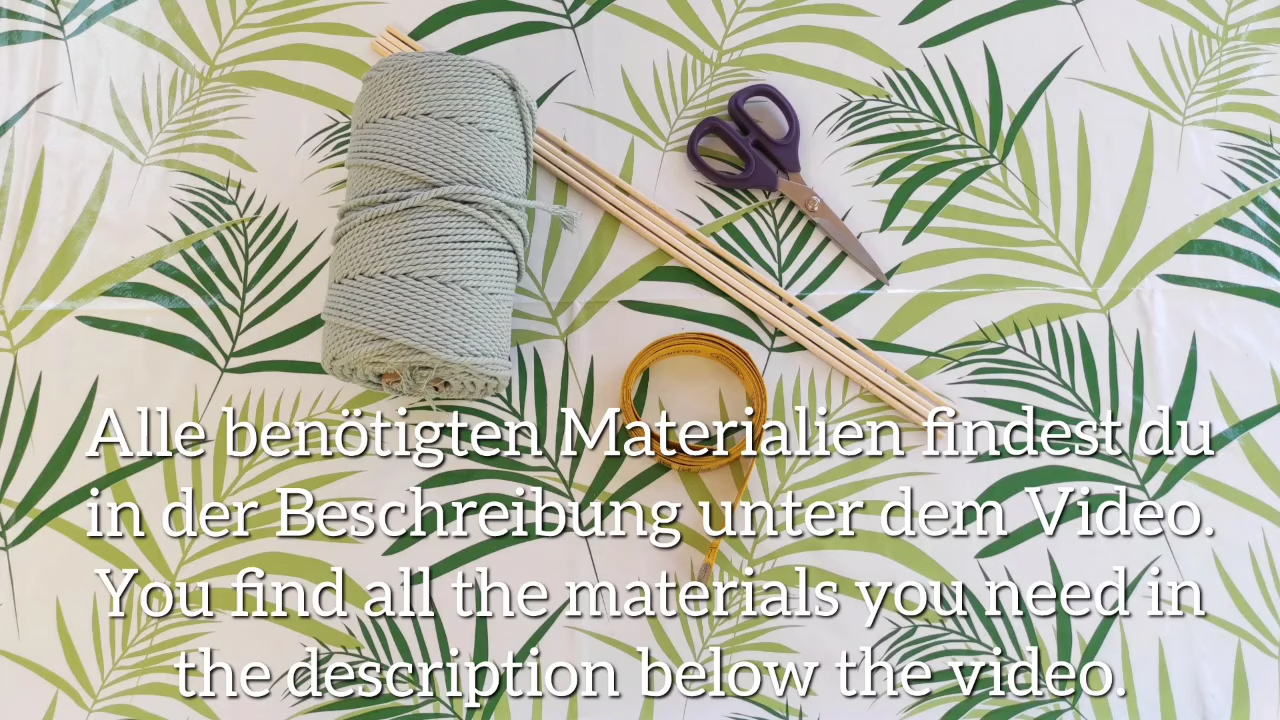 Alle benötigten Materialien findest du
in der Beschreibung unter dem Video.
You find all the materials you need in
the description below the video.